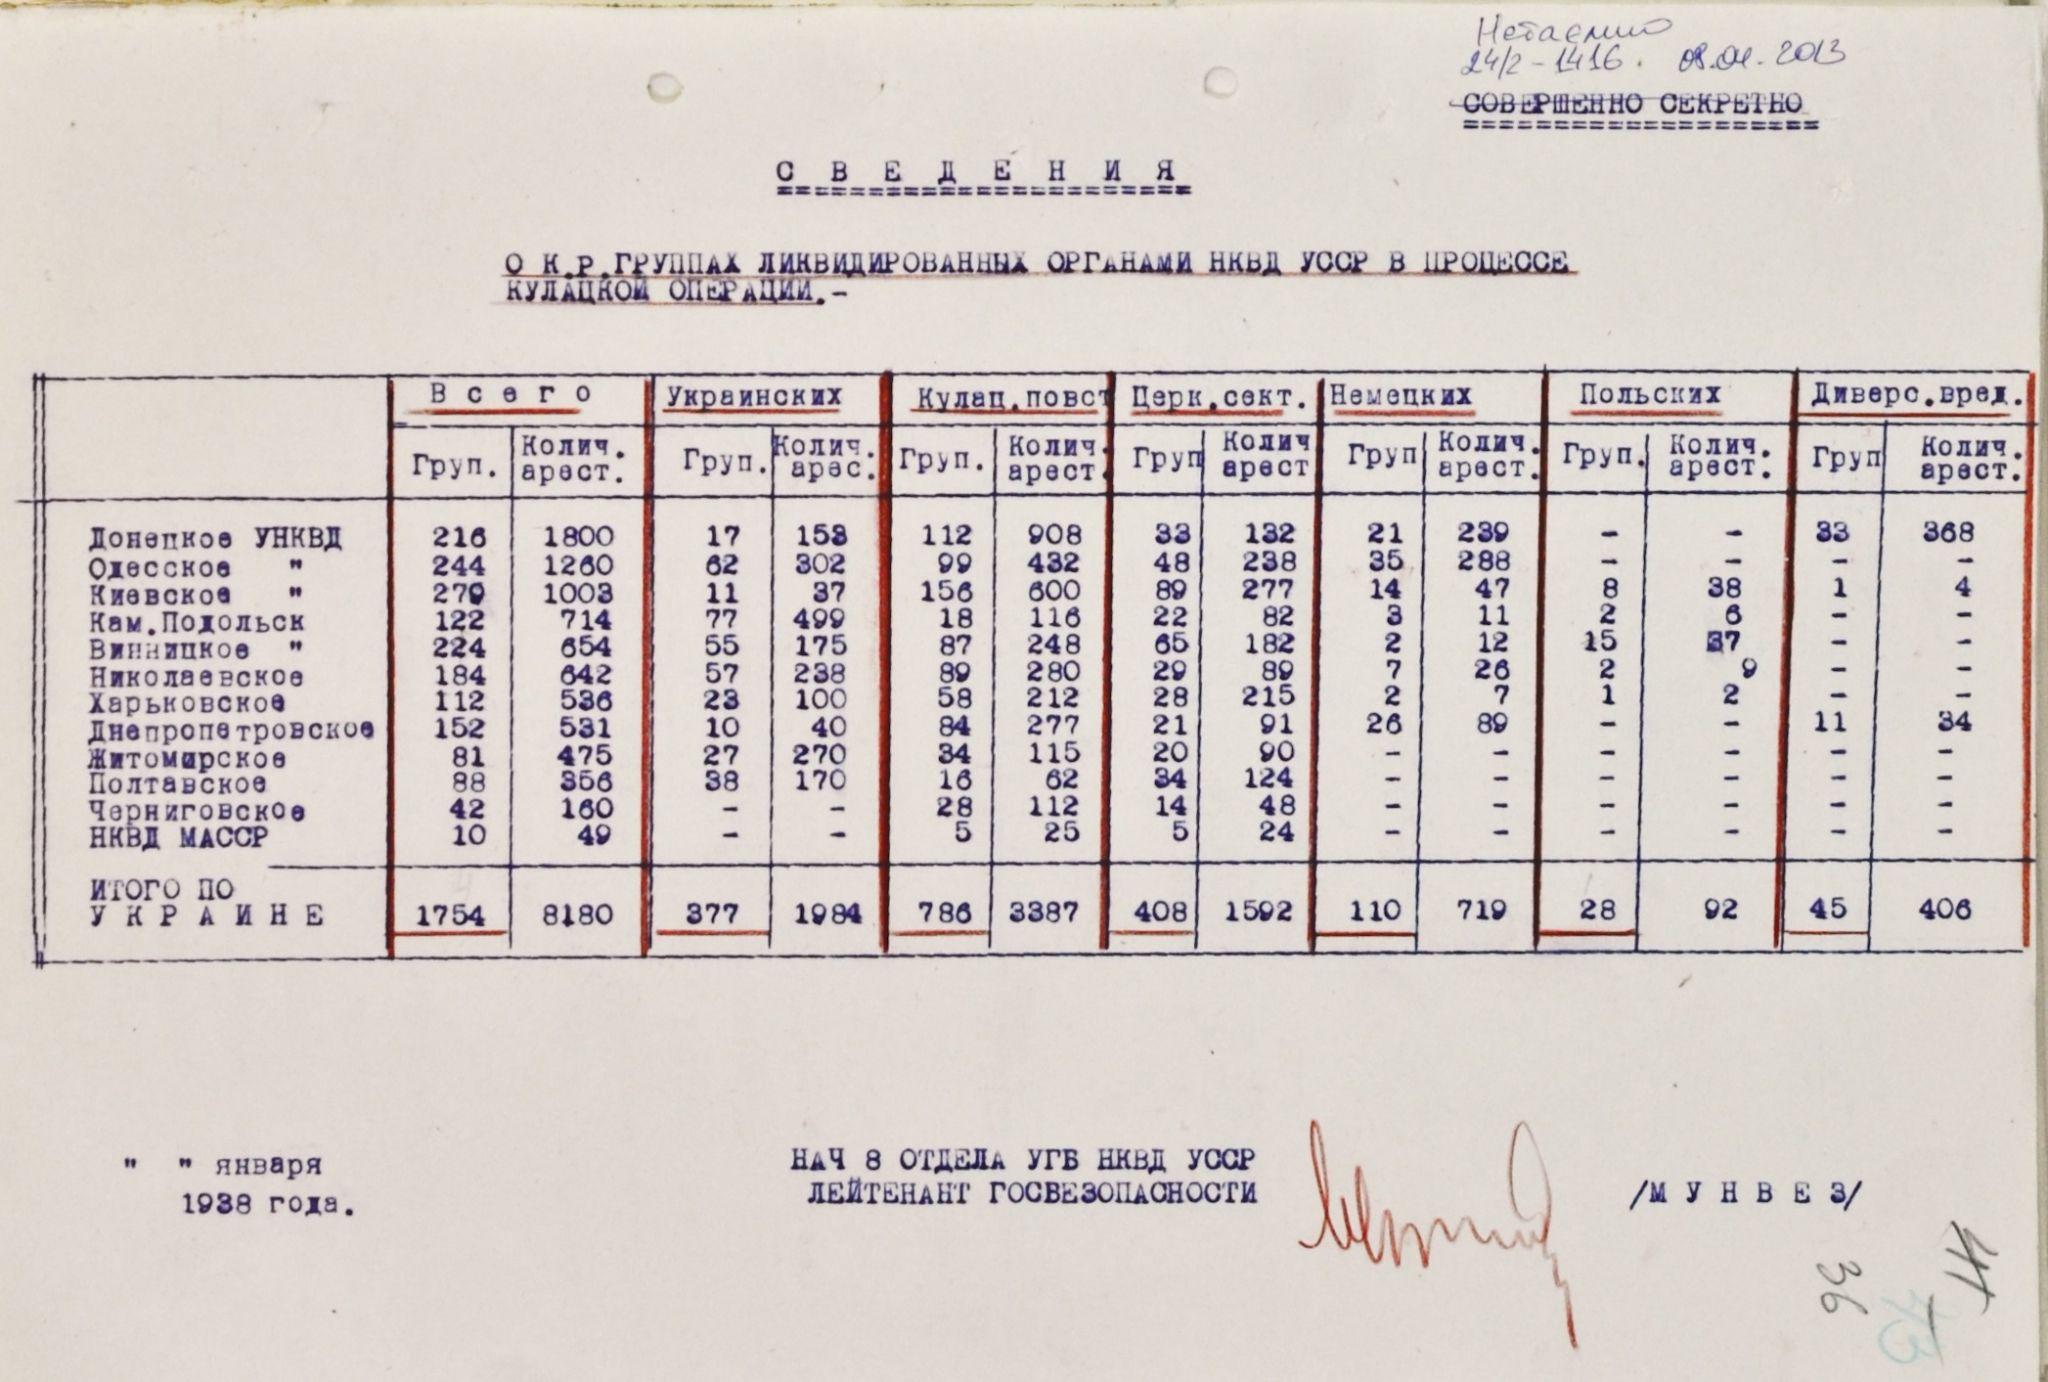 Нетаємно
24/2-1416. 08.01.2013
СОВЕРШЕННО СЕКРЕТНО
С В Е Д Е Н И Я
О К.Р.ГРУППАХ ЛИКВИДИРОВАННЫХ ОРГАНАМИ НКВД УССР В ПРОЦЕССЕ
КУЛАЦКОЙ ОПЕРАЦИИ.-
В с е г о Украинских Кулац.повст Церк.сект. Немецких Польских Диверс.вред.
Груп. Колич. арест. Груп. Колич. арес. Груп. Колич. арест. Груп Колич арест Груп Колич. арест. Груп. Колич. арест. Груп Колич. арест.
Донецкое УНКВД 216 1800 17 153 112 908 33 132 21 239 - - 33 368
Одесское " 244 1260 62 302 99 432 48 238 35 288 - - - -
Киевское " 279 1003 11 37 156 600 89 277 14 47 8 38 1 4
Кам.Подольск 122 714 77 499 18 116 22 82 3 11 2 6 - -
Винницкое " 224 654 55 175 87 248 65 182 2 12 15 37 - -
Николаевское 184 642 57 238 89 280 29 89 7 26 2 9 - -
Харьковское 112 536 23 100 58 212 28 215 2 7 1 2 - -
Днепропетровское 152 531 10 40 84 277 21 91 26 89 - - 11 34
Житомирское 81 475 27 270 34 115 20 90 - - - - - -
Полтавское 88 356 38 170 16 62 34 124 - - - - - -
Черниговское 42 160 - - 28 112 14 48 - - - - - -
НКВД МАССР 10 49 - - 5 25 5 24 - - - - - -
ИТОГО ПО
У К Р А И Н Е 1754 8180 377 1984 786 3387 408 1592 110 719 28 92 45 406
" " января
1938 года.
НАЧ 8 ОТДЕЛА УГБ НКВД УССР
ЛЕЙТЕНАНТ ГОСБЕЗОПАСНОСТИ
/М У Н В Е З/
36